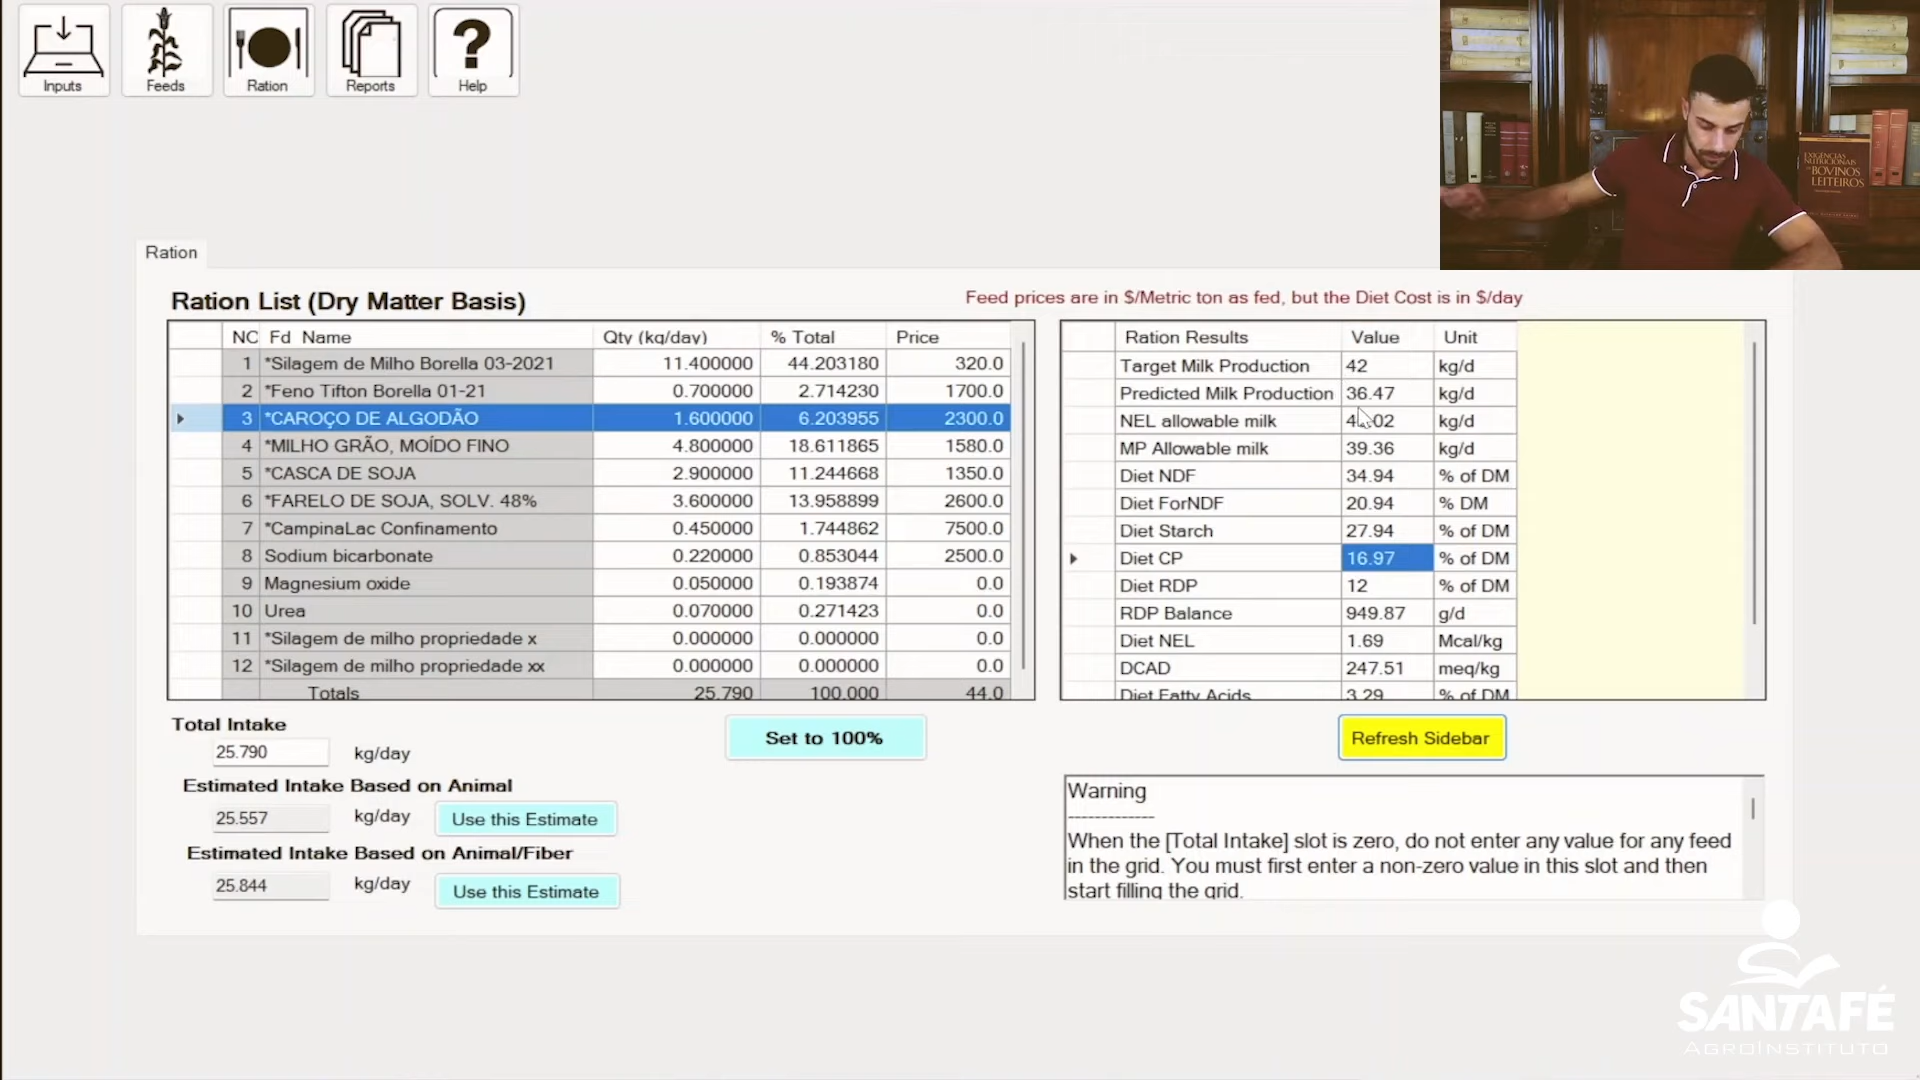 Inputs Feeds Ration Reports Help
EXIGÊNCIAS
NUTRICIONAIS
DE BOVINOS
LEITEIROS
Ration
Ration List (Dry Matter Basis)
Feed prices are in $/Metric ton as fed, but the Diet Cost is in $/day
NC Fd Name Qty (kg/day) % Total Price
1 *Silagem de Milho Borella 03-2021 11.400000 44.203180 320.0
2 *Feno Tifton Borella 01-21 0.700000 2.714230 1700.0
3 *CAROÇO DE ALGODÃO 1.600000 6.203955 2300.0
4 *MILHO GRÃO, MOÍDO FINO 4.800000 18.611865 1580.0
5 *CASCA DE SOJA 2.900000 11.244668 1350.0
6 *FARELO DE SOJA, SOLV. 48% 3.600000 13.958899 2600.0
7 *CampinaLac Confinamento 0.450000 1.744862 7500.0
8 Sodium bicarbonate 0.220000 0.853044 2500.0
9 Magnesium oxide 0.050000 0.193874 0.0
10 Urea 0.070000 0.271423 0.0
11 *Silagem de milho propriedade x 0.000000 0.000000 0.0
12 *Silagem de milho propriedade xx 0.000000 0.000000 0.0
Totals 25.790 100.000 44.0
Ration Results Value Unit
Target Milk Production 42 kg/d
Predicted Milk Production 36.47 kg/d
NEL allowable milk kg/d
MP Allowable milk 39.36 kg/d
Diet NDF 34.94 % of DM
Diet ForNDF 20.94 % DM
Diet Starch 27.94 % of DM
Diet CP 16.97 % of DM
Diet RDP 12 % of DM
RDP Balance 949.87 g/d
Diet NEL 1.69 Mcal/kg
DCAD 247.51 meq/kg
Diet Fatty Acids 3.29 % of DM
Total Intake
25.790 kg/day
Set to 100%
Refresh Sidebar
Estimated Intake Based on Animal
25.557 kg/day Use this Estimate
Estimated Intake Based on Animal/Fiber
25.844 kg/day Use this Estimate
Warning
-------------
When the [Total Intake] slot is zero, do not enter any value for any feed
in the grid. You must first enter a non-zero value in this slot and then
start filling the grid.
SANTAFÉ
AGROINSTITUTO